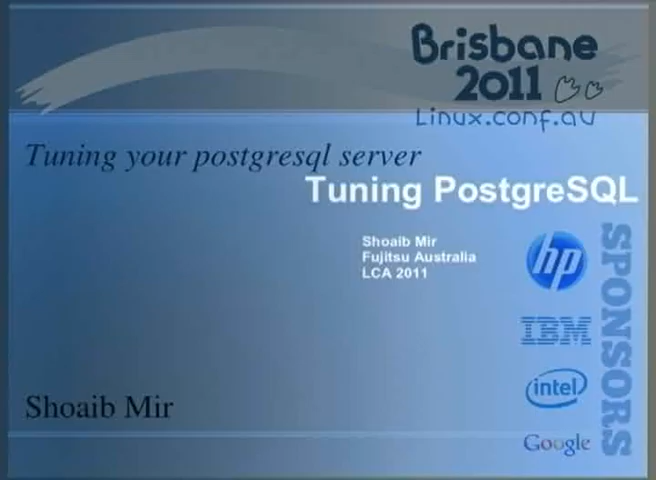 Brisbane
2011
Linux.conf.au
Tuning your postgresql server
Tuning PostgreSQL
Shoaib Mir
Fujitsu Australia
LCA 2011
hp
IBM
intel
Google
SPONSORS
Shoaib Mir